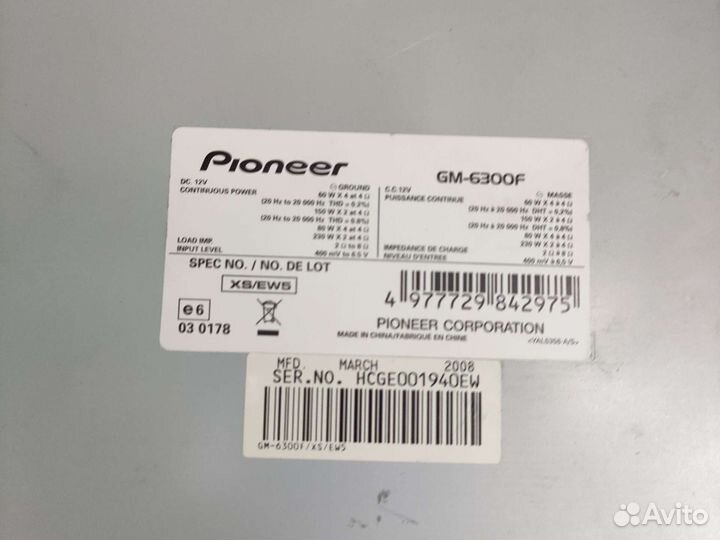 Pioneer
GM-6300F
DC. 12V ⊖ GROUND
CONTINUOUS POWER 60 W X 4 at 4 Ω
(20 Hz to 20 000 Hz THD = 0.2%)
150 W X 2 at 4 Ω
(20 Hz to 20 000 Hz THD = 0.8%)
80 W X 4 at 2 Ω
230 W X 2 at 4 Ω
LOAD IMP. 2 Ω to 8 Ω
INPUT LEVEL 400 mV to 6.5 V
C.C. 12V ⊖ MASSE
PUISSANCE CONTINUE 60 W X 4 à 4 Ω
(20 Hz à 20 000 Hz DHT = 0.2%)
150 W X 2 à 4 Ω
(20 Hz à 20 000 Hz DHT = 0.8%)
80 W X 4 à 2 Ω
230 W X 2 à 4 Ω
IMPEDANCE DE CHARGE 2 Ω à 8 Ω
NIVEAU D'ENTREE 400 mV à 6.5 V
SPEC NO. / NO. DE LOT
XS/EW5
e6
03 0178
4 977729 842975
PIONEER CORPORATION
MADE IN CHINA/FABRIQUÉ EN CHINE
<YAL5356-A/S>
MFD. MARCH 2008
SER.NO. HCGE001940EW
GM-6300F/XS/EW5
Avito